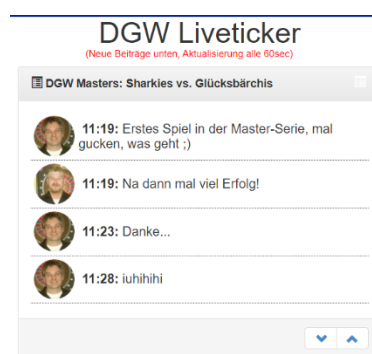 DGW Liveticker
(Neue Beiträge unten, Aktualisierung alle 60sec)
DGW Masters: Sharkies vs. Glücksbärchis
11:19: Erstes Spiel in der Master-Serie, mal
gucken, was geht ;)
11:19: Na dann mal viel Erfolg!
11:23: Danke...
11:28: iuhihihi